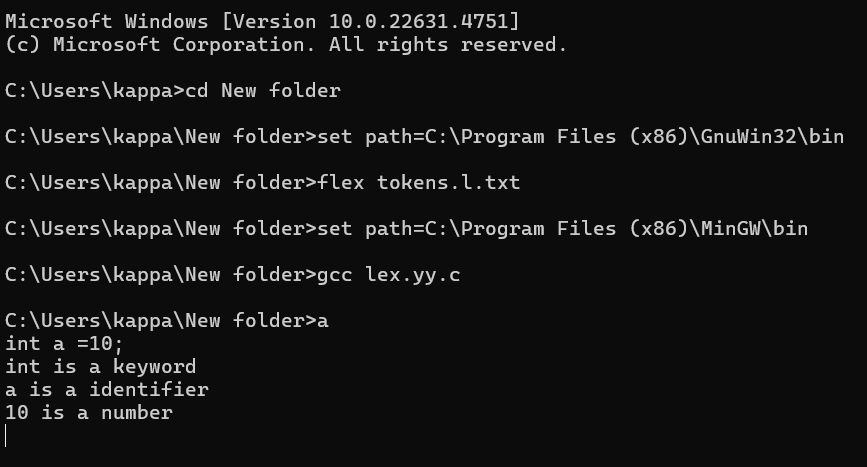 Microsoft Windows [Version 10.0.22631.4751]
(c) Microsoft Corporation. All rights reserved.
C:\Users\kappa>cd New folder
C:\Users\kappa\New folder>set path=C:\Program Files (x86)\GnuWin32\bin
C:\Users\kappa\New folder>flex tokens.l.txt
C:\Users\kappa\New folder>set path=C:\Program Files (x86)\MinGW\bin
C:\Users\kappa\New folder>gcc lex.yy.c
C:\Users\kappa\New folder>a
int a =10;
int is a keyword
a is a identifier
10 is a number